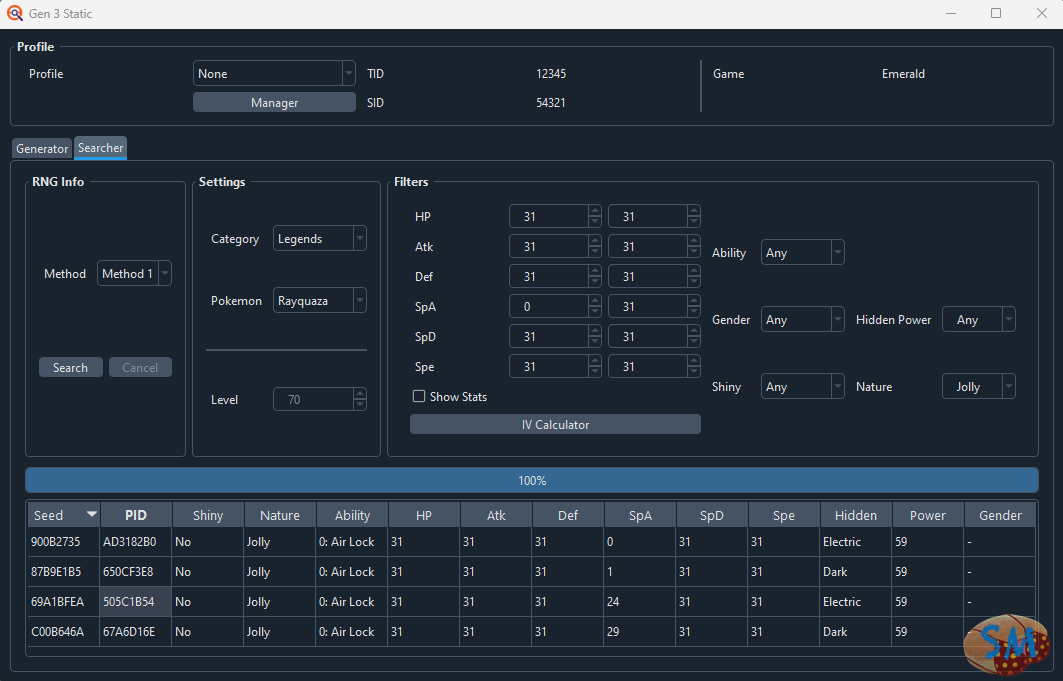 Gen 3 Static
Profile
Profile None TID 12345 Game Emerald
Manager SID 54321
Generator Searcher
RNG Info
Method Method 1
Search Cancel
Settings
Category Legends
Pokemon Rayquaza
Level 70
Filters
HP 31 31
Atk 31 31
Def 31 31
SpA 0 31
SpD 31 31
Spe 31 31
Show Stats
IV Calculator
Ability Any
Gender Any Hidden Power Any
Shiny Any Nature Jolly
100%
Seed PID Shiny Nature Ability HP Atk Def SpA SpD Spe Hidden Power Gender
900B2735 AD3182B0 No Jolly 0: Air Lock 31 31 31 0 31 31 Electric 59 -
87B9E1B5 650CF3E8 No Jolly 0: Air Lock 31 31 31 1 31 31 Dark 59 -
69A1BFEA 505C1B54 No Jolly 0: Air Lock 31 31 31 24 31 31 Electric 59 -
C00B646A 67A6D16E No Jolly 0: Air Lock 31 31 31 29 31 31 Dark 59 -
SM